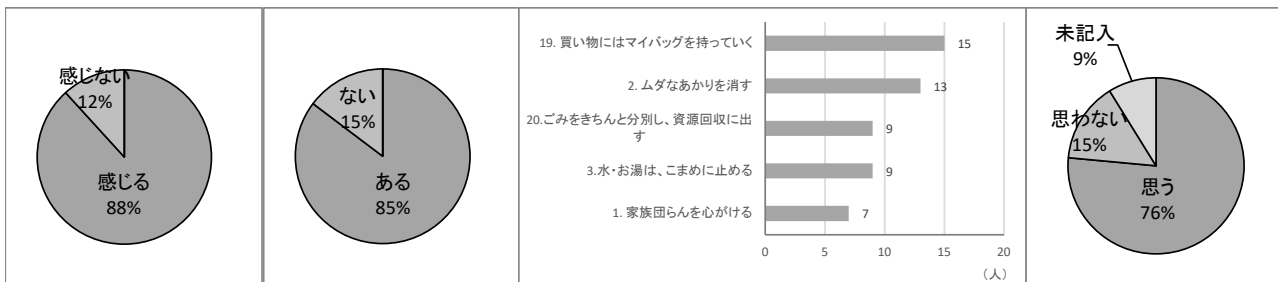 感じない
12%
感じる
88%
ない
15%
ある
85%
19. 買い物にはマイバッグを持っていく
15
2. ムダなあかりを消す
13
20.ごみをきちんと分別し、資源回収に出
す
9
3.水・お湯は、こまめに止める
9
1. 家族団らんを心がける
7
0 5 10 15 20
（人）
未記入
9%
思わない
15%
思う
76%